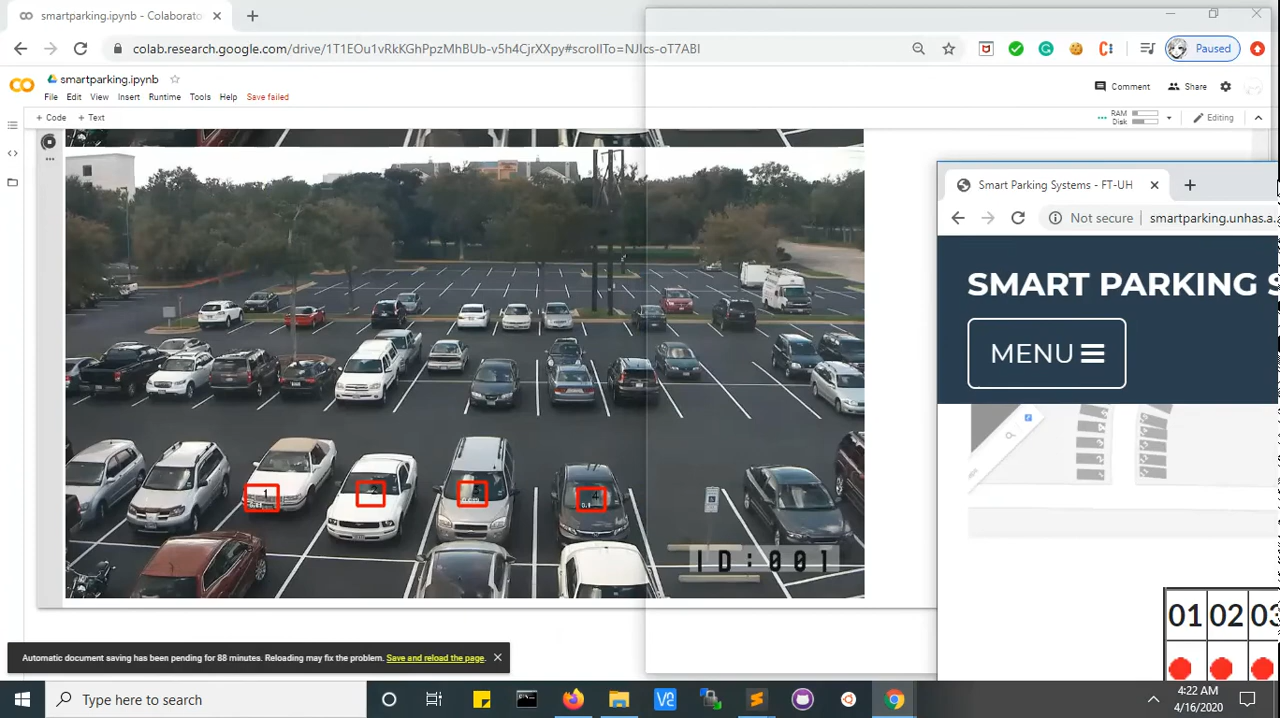 smartparking.ipynb - Colaborato
colab.research.google.com/drive/1T1EOu1vRkKGhPpzMhBUb-v5h4CjrXXpy#scrollTo=NJIcs-oT7ABI
Paused
smartparking.ipynb
File Edit View Insert Runtime Tools Help Save failed
Comment
Share
+ Code + Text
RAM
Disk
Editing
Smart Parking Systems - FT-UH
Not secure smartparking.unhas.a.
SMART PARKING S
MENU
1
ID:001
01 02 03
Automatic document saving has been pending for 88 minutes. Reloading may fix the problem. Save and reload the page.
Type here to search
4:22 AM
4/16/2020